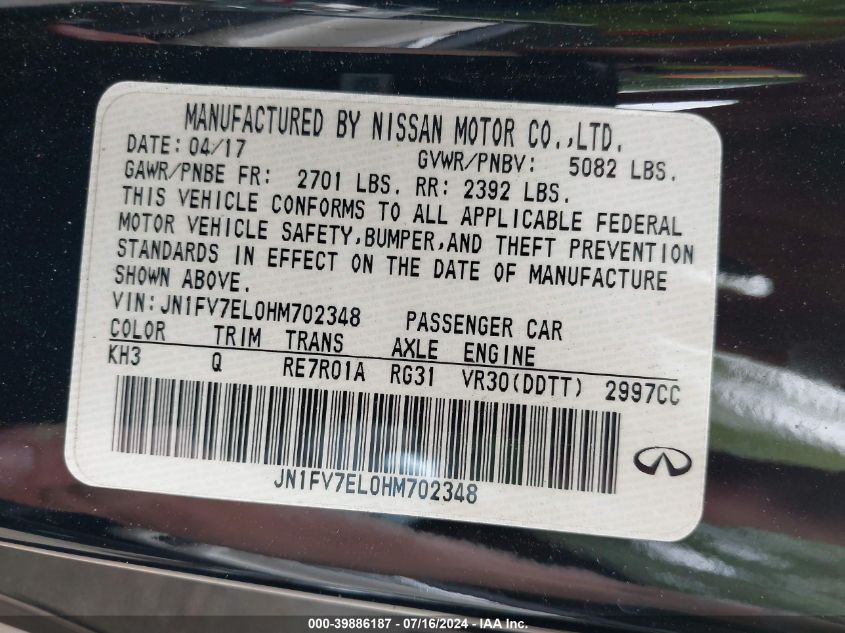 MANUFACTURED BY NISSAN MOTOR CO.,LTD.
DATE: 04/17 GVWR/PNBV: 5082 LBS.
GAWR/PNBE FR: 2701 LBS. RR: 2392 LBS.
THIS VEHICLE CONFORMS TO ALL APPLICABLE FEDERAL
MOTOR VEHICLE SAFETY,BUMPER,AND THEFT PREVENTION
STANDARDS IN EFFECT ON THE DATE OF MANUFACTURE
SHOWN ABOVE.
VIN:JN1FV7EL0HM702348 PASSENGER CAR
COLOR TRIM TRANS AXLE ENGINE
KH3 Q RE7R01A RG31 VR30(DDTT) 2997CC
JN1FV7EL0HM702348
000-39886187 - 07/16/2024 - IAA Inc.